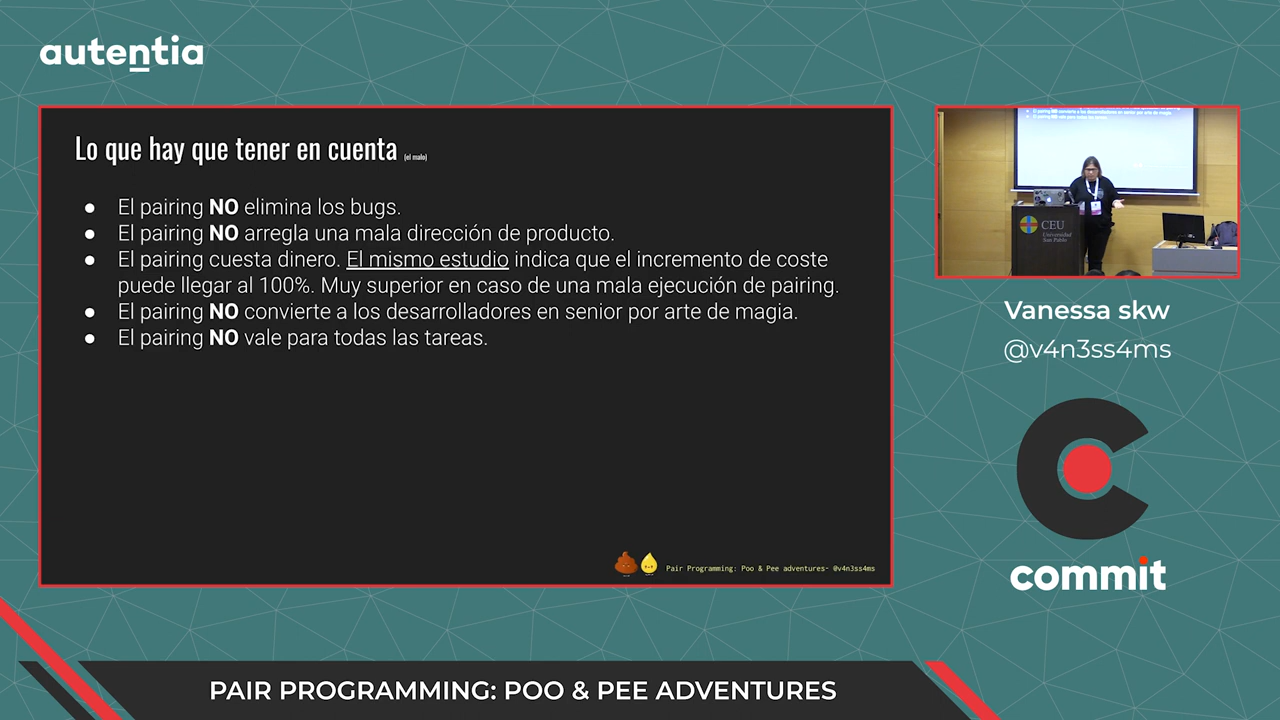 autentia
Lo que hay que tener en cuenta (el malo)
● El pairing NO elimina los bugs.
● El pairing NO arregla una mala dirección de producto.
● El pairing cuesta dinero. El mismo estudio indica que el incremento de coste
puede llegar al 100%. Muy superior en caso de una mala ejecución de pairing.
● El pairing NO convierte a los desarrolladores en senior por arte de magia.
● El pairing NO vale para todas las tareas.
Pair Programming: Poo & Pee adventures- @v4n3ss4ms
CEU
Universidad
San Pablo
Vanessa skw
@v4n3ss4ms
commit
PAIR PROGRAMMING: POO & PEE ADVENTURES